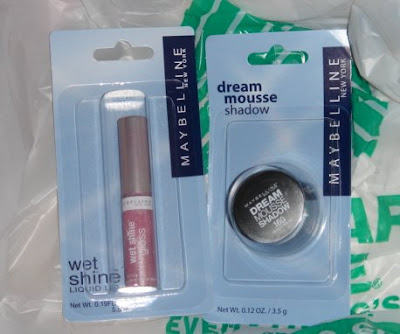 MAYBELLINE
NEW YORK
wet shine
gloss
wet
shine
LIQUID
dream
mousse
shadow
MAYBELLINE
NEW YORK
MAYBELLINE
DREAM
MOUSSE
SHADOW
Net Wt. 0.12 OZ. / 3.5 g